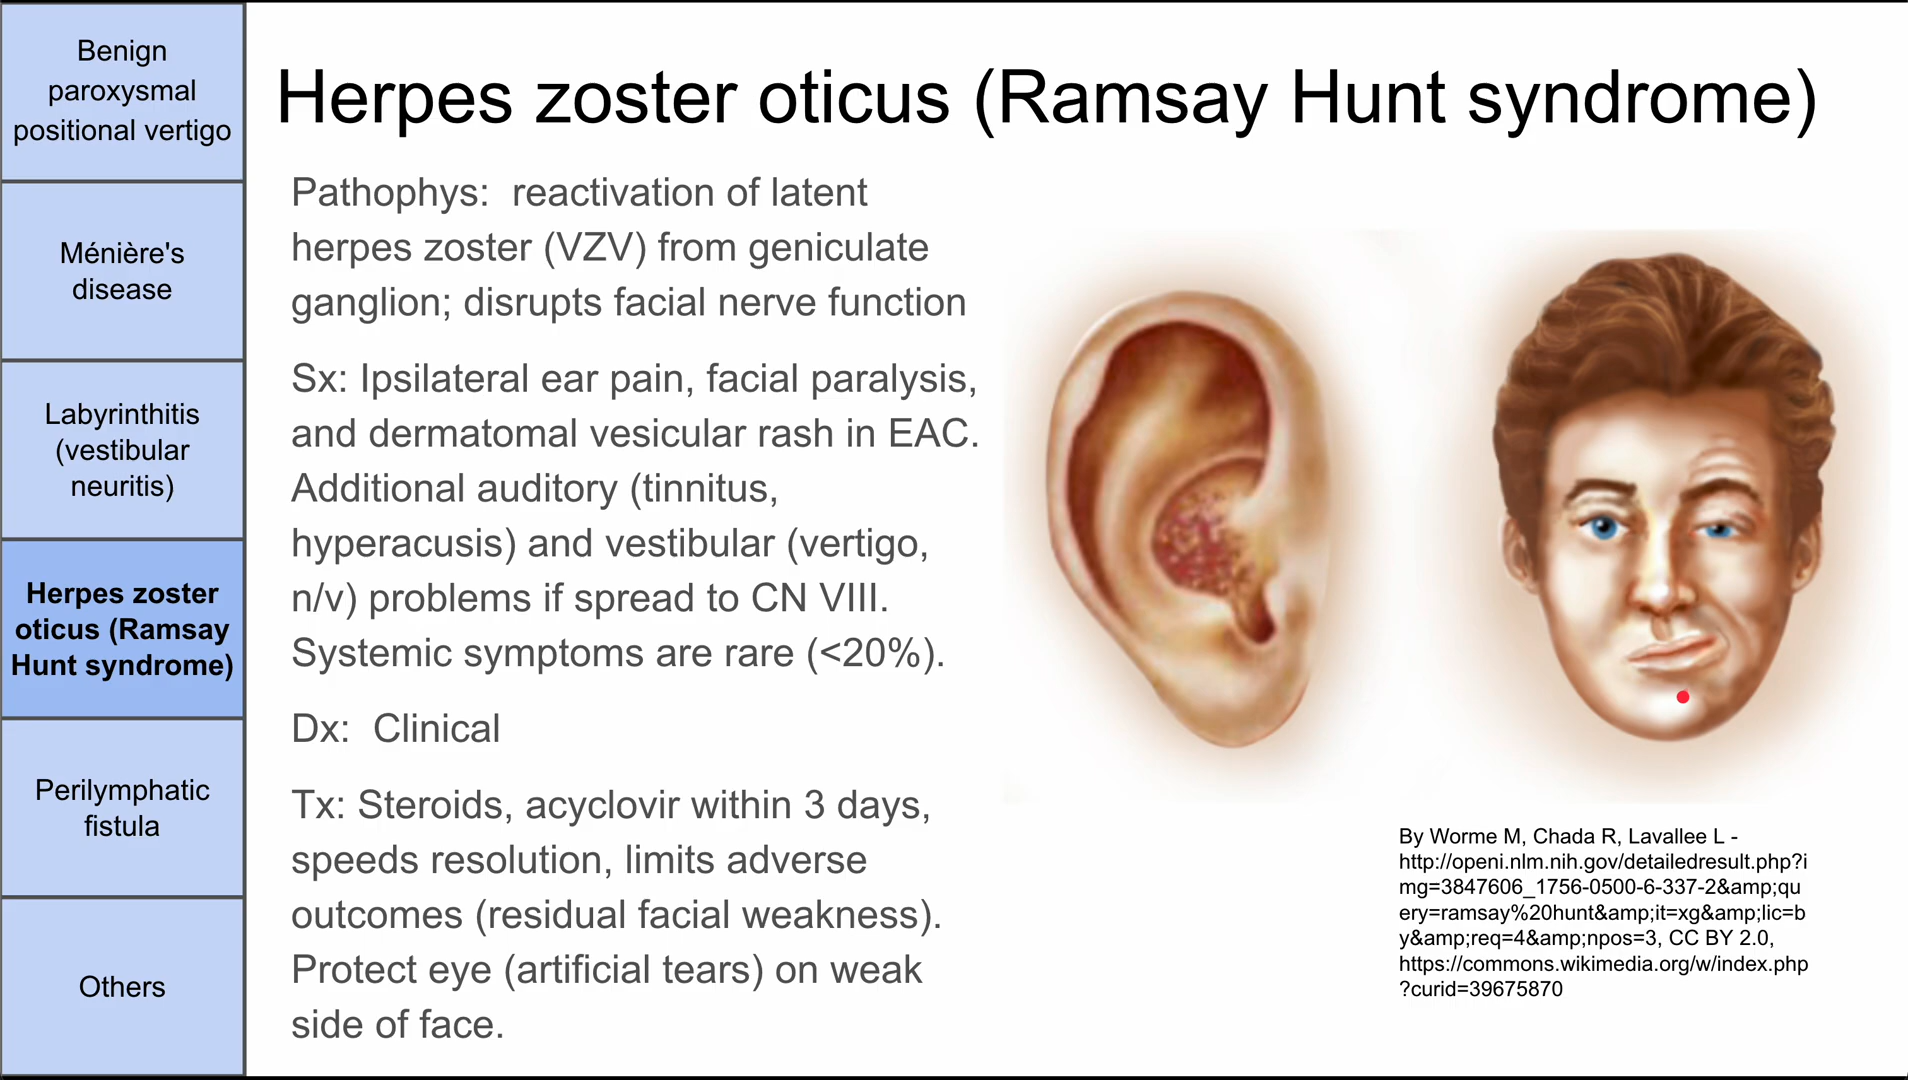 Benign
paroxysmal
positional vertigo
Ménière's
disease
Labyrinthitis
(vestibular
neuritis)
Herpes zoster
oticus (Ramsay
Hunt syndrome)
Perilymphatic
fistula
Others
Herpes zoster oticus (Ramsay Hunt syndrome)
Pathophys:  reactivation of latent
herpes zoster (VZV) from geniculate
ganglion; disrupts facial nerve function
Sx: Ipsilateral ear pain, facial paralysis,
and dermatomal vesicular rash in EAC.
Additional auditory (tinnitus,
hyperacusis) and vestibular (vertigo,
n/v) problems if spread to CN VIII.
Systemic symptoms are rare (<20%).
Dx:  Clinical
Tx: Steroids, acyclovir within 3 days,
speeds resolution, limits adverse
outcomes (residual facial weakness).
Protect eye (artificial tears) on weak
side of face.
By Worme M, Chada R, Lavallee L -
http://openi.nlm.nih.gov/detailedresult.php?i
mg=3847606_1756-0500-6-337-2&amp;qu
ery=ramsay%20hunt&amp;it=xg&amp;lic=b
y&amp;req=4&amp;npos=3, CC BY 2.0,
https://commons.wikimedia.org/w/index.php
?curid=39675870